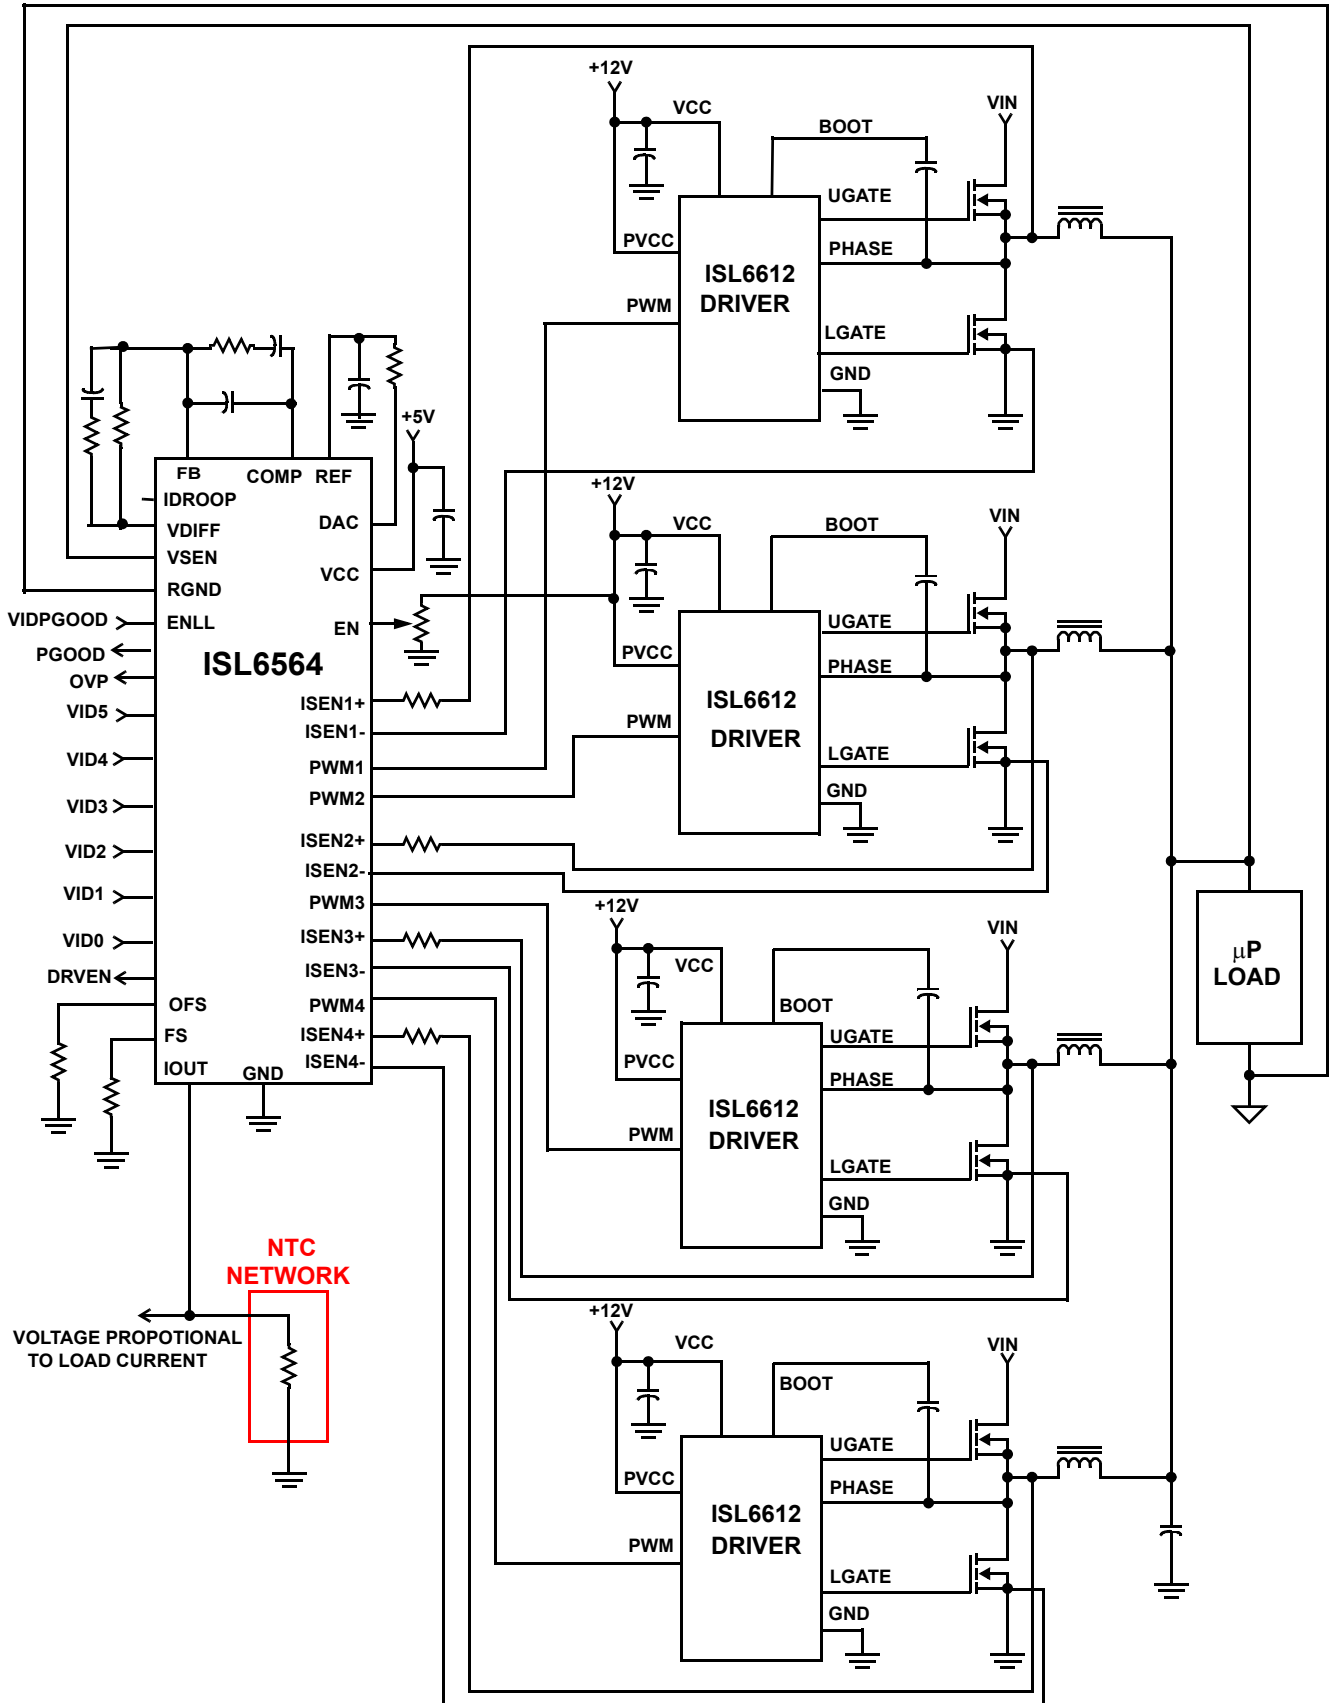 +12V
VCC
VIN
BOOT
UGATE
PVCC
PHASE
ISL6612
DRIVER
PWM
LGATE
GND
+5V
FB
COMP
REF
IDROOP
VDIFF
DAC
VSEN
VCC
RGND
VIDPGOOD
ENLL
EN
PGOOD
ISL6564
OVP
ISEN1+
VID5
ISEN1-
VID4
PWM1
PWM2
VID3
ISEN2+
VID2
ISEN2-
VID1
PWM3
VID0
ISEN3+
DRVEN
ISEN3-
OFS
PWM4
FS
ISEN4+
IOUT
GND
ISEN4-
+12V
VCC
VIN
BOOT
UGATE
PVCC
PHASE
ISL6612
DRIVER
PWM
LGATE
GND
+12V
VCC
VIN
BOOT
UGATE
PVCC
PHASE
ISL6612
DRIVER
PWM
LGATE
GND
µP
LOAD
NTC
NETWORK
VOLTAGE PROPOTIONAL
TO LOAD CURRENT
+12V
VCC
VIN
BOOT
UGATE
PVCC
PHASE
ISL6612
DRIVER
PWM
LGATE
GND